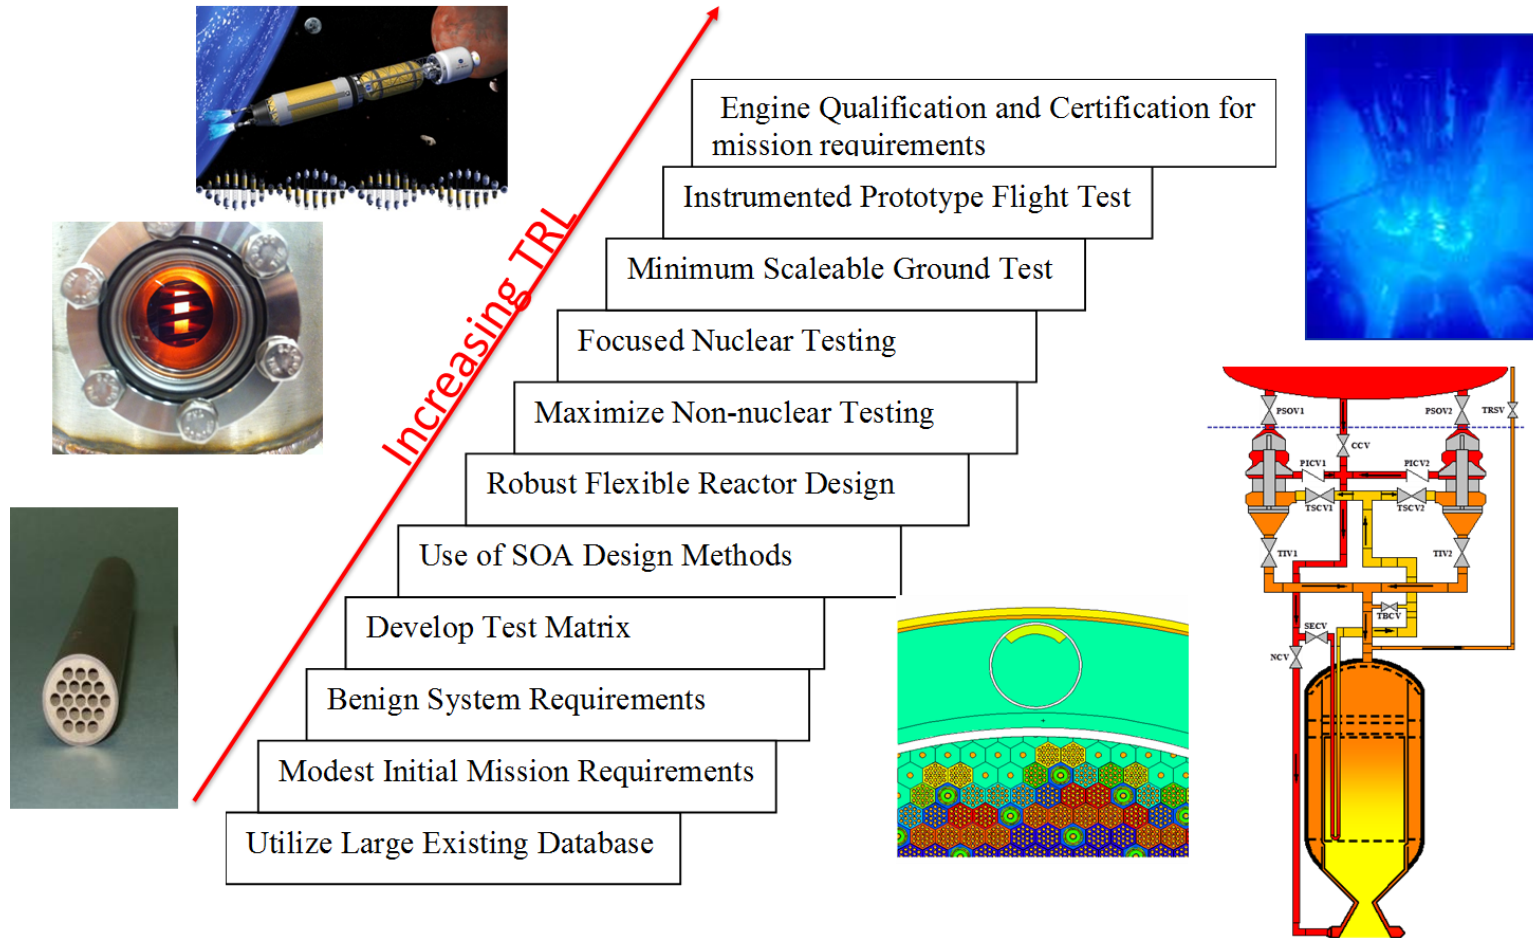 Engine Qualification and Certification for
mission requirements
Instrumented Prototype Flight Test
Minimum Scaleable Ground Test
Focused Nuclear Testing
Maximize Non-nuclear Testing
Robust Flexible Reactor Design
Use of SOA Design Methods
Develop Test Matrix
Benign System Requirements
Modest Initial Mission Requirements
Utilize Large Existing Database
Increasing TRL
PSOV1
PSOV2
TRSV
CCV
PICV1
PICV2
TSCV1
TSCV2
TIV1
TIV2
TBCV
SECV
NCV